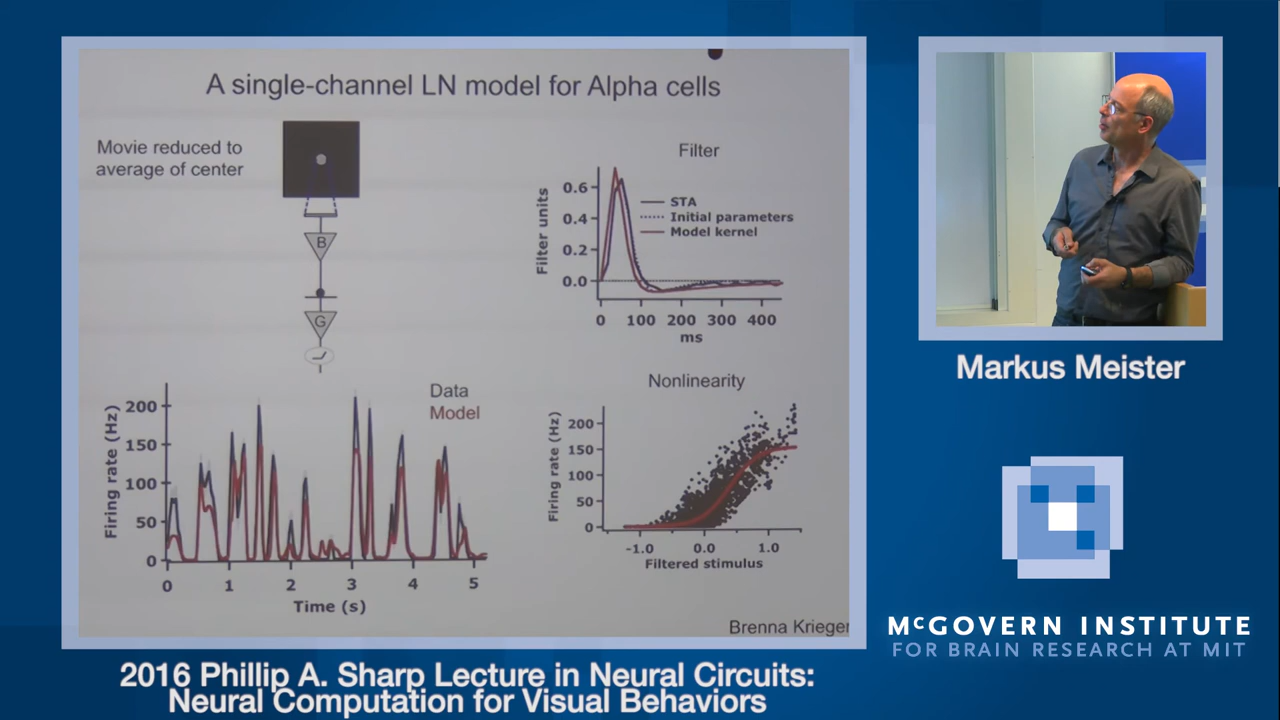 A single-channel LN model for Alpha cells
Movie reduced to
average of center
B
G
Filter
Filter units
0.6
0.4
0.2
0.0
STA
Initial parameters
Model kernel
0 100 200 300 400
ms
Data
Model
Firing rate (Hz)
200
150
100
50
0
0 1 2 3 4 5
Time (s)
Nonlinearity
Firing rate (Hz)
200
150
100
50
0
-1.0 0.0 1.0
Filtered stimulus
Brenna Krieger
Markus Meister
McGOVERN INSTITUTE
FOR BRAIN RESEARCH AT MIT
2016 Phillip A. Sharp Lecture in Neural Circuits:
Neural Computation for Visual Behaviors